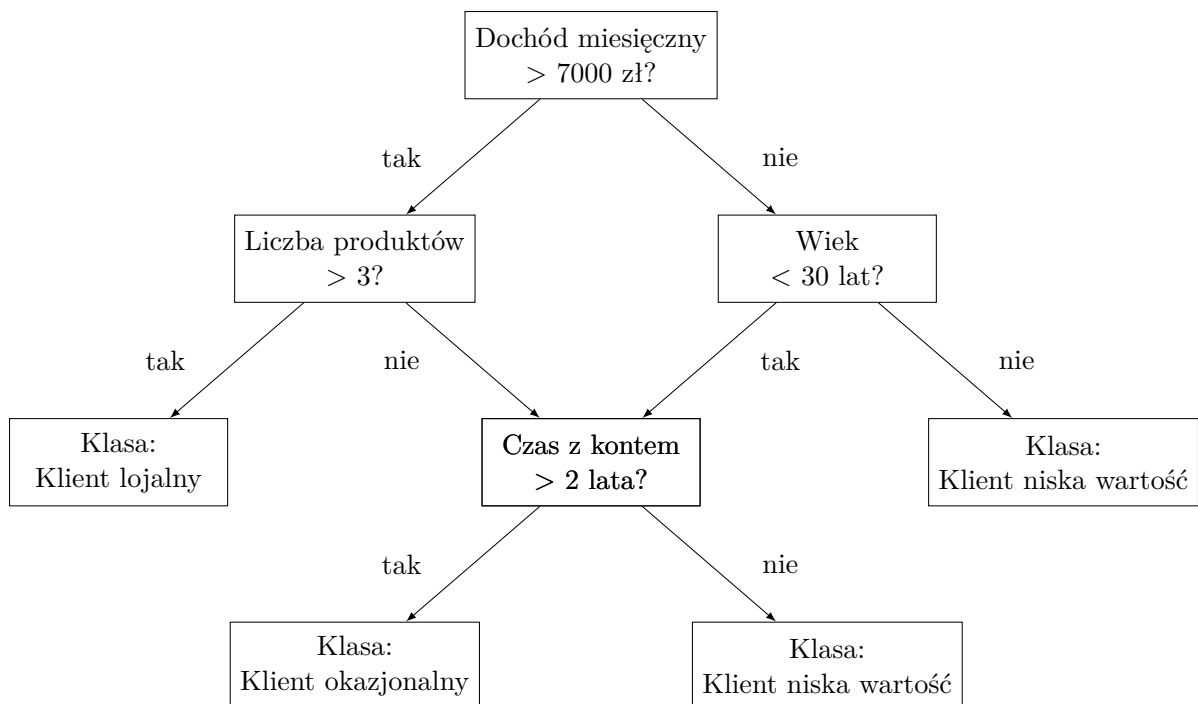 Dochód miesięczny
> 7000 zł?
tak
nie
Liczba produktów
> 3?
Wiek
< 30 lat?
tak
nie
tak
nie
Klasa:
Klient lojalny
Czas z kontem
> 2 lata?
Klasa:
Klient niska wartość
tak
nie
Klasa:
Klient okazjonalny
Klasa:
Klient niska wartość